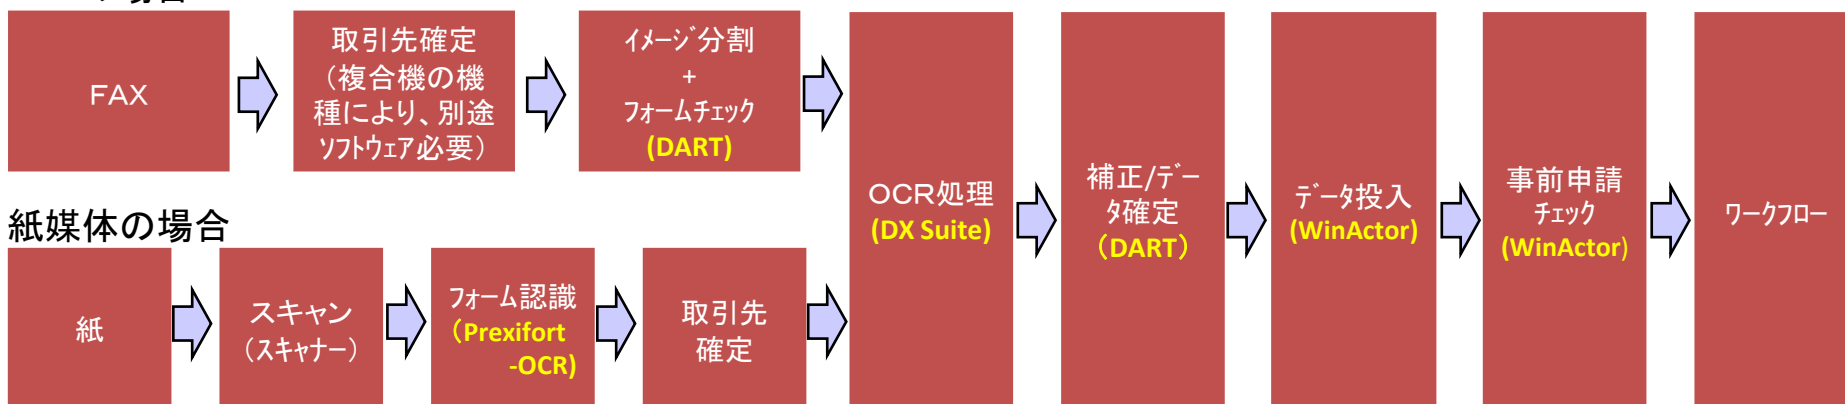 FAX
取引先確定
（複合機の機
種により、別途
ソフトウェア必要）
イメージ分割
+
フォームチェック
(DART)
紙媒体の場合
紙
スキャン
（スキャナー）
フォーム認識
（Prexifort
-OCR)
取引先
確定
OCR処理
(DX Suite)
補正/デー
タ確定
（DART）
データ投入
(WinActor)
事前申請
チェック
(WinActor)
ワークフロー